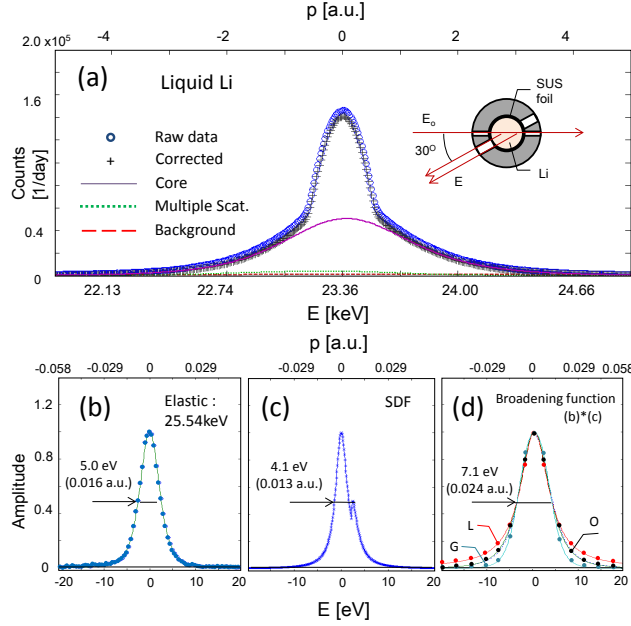 p [a.u.]
-4 -2 0 2 4
2.0 x 10⁵
(a) Liquid Li
SUS
foil
1.6
Eₒ
Raw data
30ᴼ
Corrected
E
Li
Counts
[1/day]
Core
Multiple Scat.
0.4
Background
0
22.13 22.74 23.36 24.00 24.66
E [keV]
p [a.u.]
-0.058 -0.029 0 0.029 -0.029 0 0.029 -0.029 0 0.029 0.058
1.2
(b) Elastic :
25.54keV
(c) SDF
(d) Broadening function
(b)*(c)
Amplitude
0.8
5.0 eV
(0.016 a.u.)
4.1 eV
(0.013 a.u.)
7.1 eV
(0.024 a.u.)
0.4
L
O
G
0
-20 -10 0 10 20 -10 0 10 20 -10 0 10 20
E [eV]